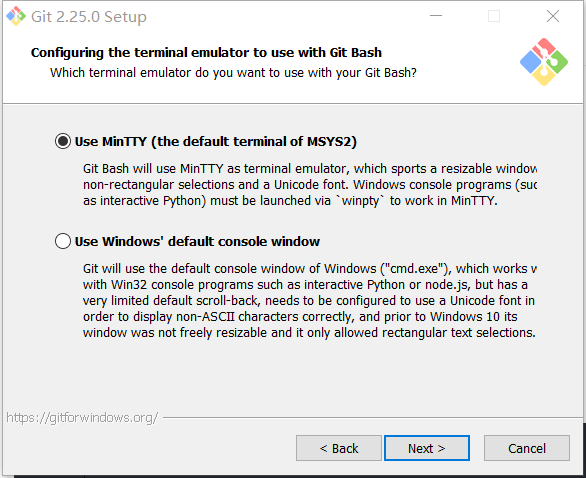 Git 2.25.0 Setup
Configuring the terminal emulator to use with Git Bash
Which terminal emulator do you want to use with your Git Bash?
Use MinTTY (the default terminal of MSYS2)
Git Bash will use MinTTY as terminal emulator, which sports a resizable window
non-rectangular selections and a Unicode font. Windows console programs (suc
as interactive Python) must be launched via `winpty` to work in MinTTY.
Use Windows' default console window
Git will use the default console window of Windows ("cmd.exe"), which works w
with Win32 console programs such as interactive Python or node.js, but has a
very limited default scroll-back, needs to be configured to use a Unicode font in
order to display non-ASCII characters correctly, and prior to Windows 10 its
window was not freely resizable and it only allowed rectangular text selections.
https://gitforwindows.org/
< Back
Next >
Cancel